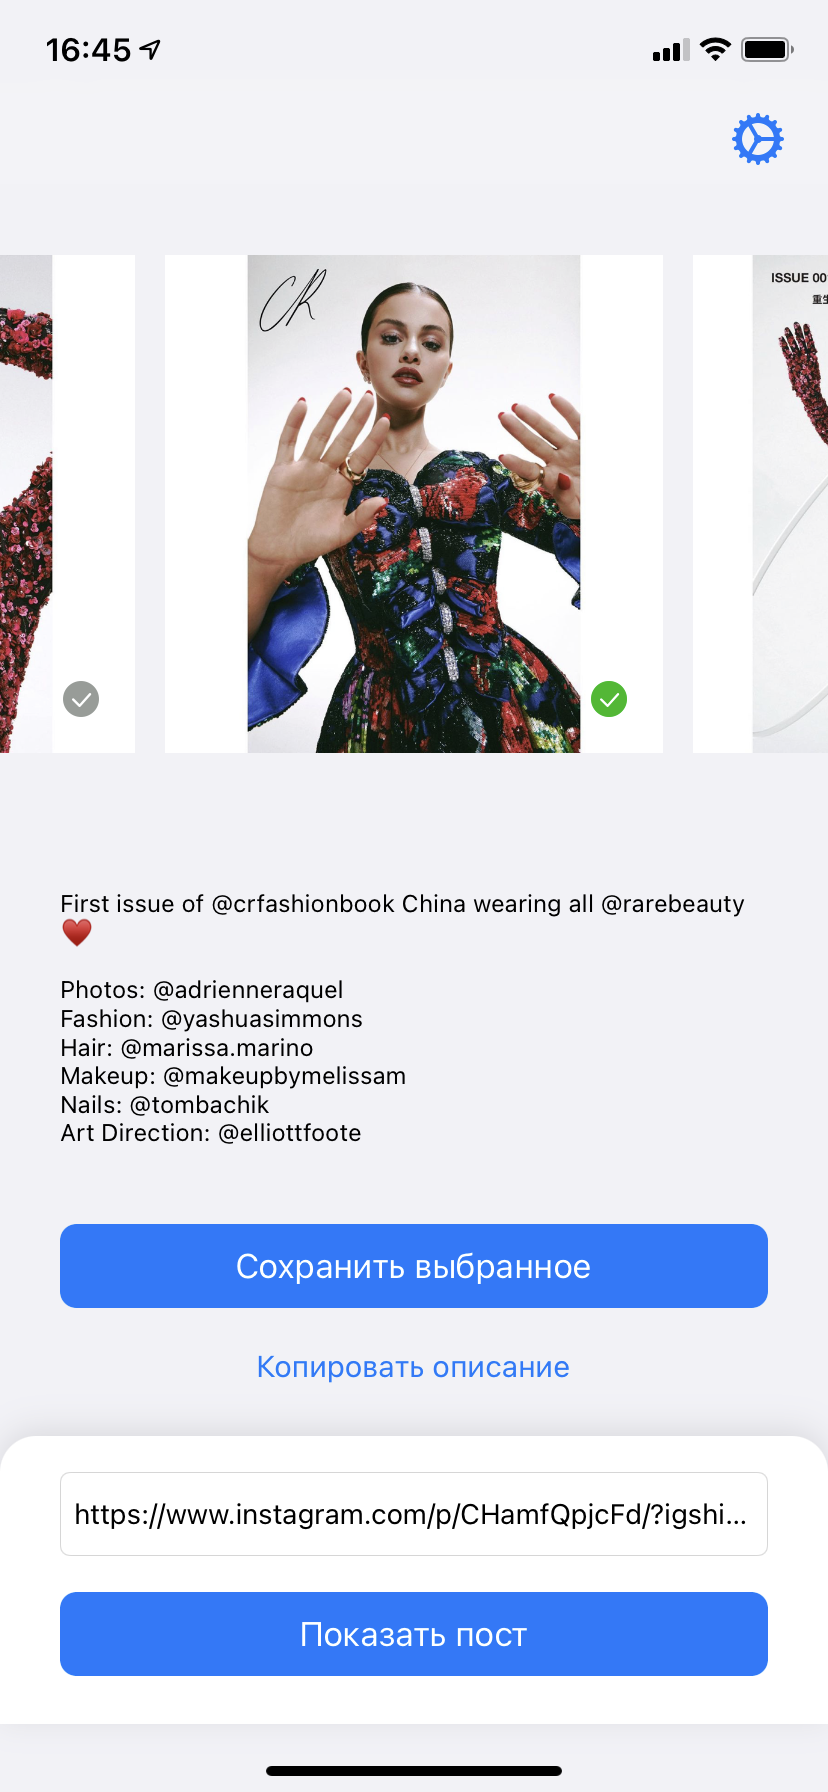 16:45
CR
ISSUE 00
First issue of @crfashionbook China wearing all @rarebeauty
♥️
Photos: @adrienneraquel
Fashion: @yashuasimmons
Hair: @marissa.marino
Makeup: @makeupbymelissam
Nails: @tombachik
Art Direction: @elliottfoote
Сохранить выбранное
Копировать описание
https://www.instagram.com/p/CHamfQpjcFd/?igshi...
Показать пост